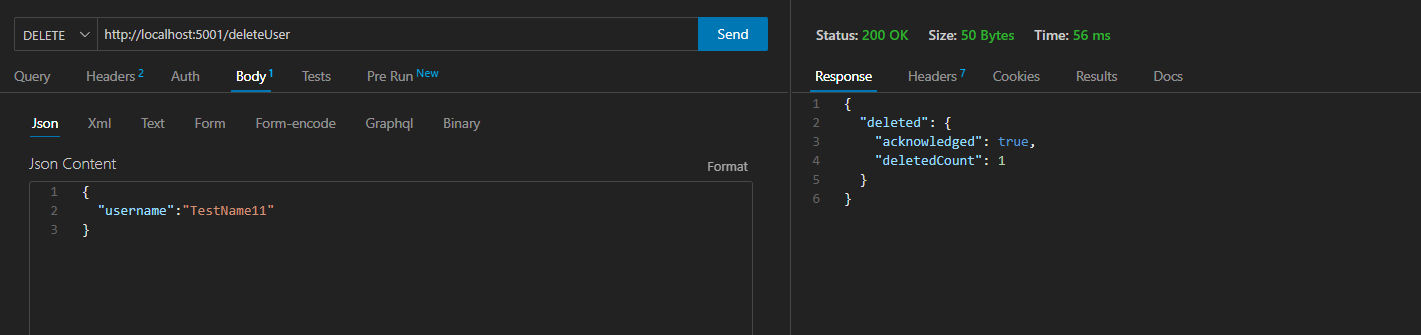 DELETE http://localhost:5001/deleteUser Send
Query Headers 2 Auth Body 1 Tests Pre Run New
Json Xml Text Form Form-encode Graphql Binary
Json Content Format
1 {
2 "username":"TestName11"
3 }
Status: 200 OK Size: 50 Bytes Time: 56 ms
Response Headers 7 Cookies Results Docs
1 {
2 "deleted": {
3 "acknowledged": true,
4 "deletedCount": 1
5 }
6 }